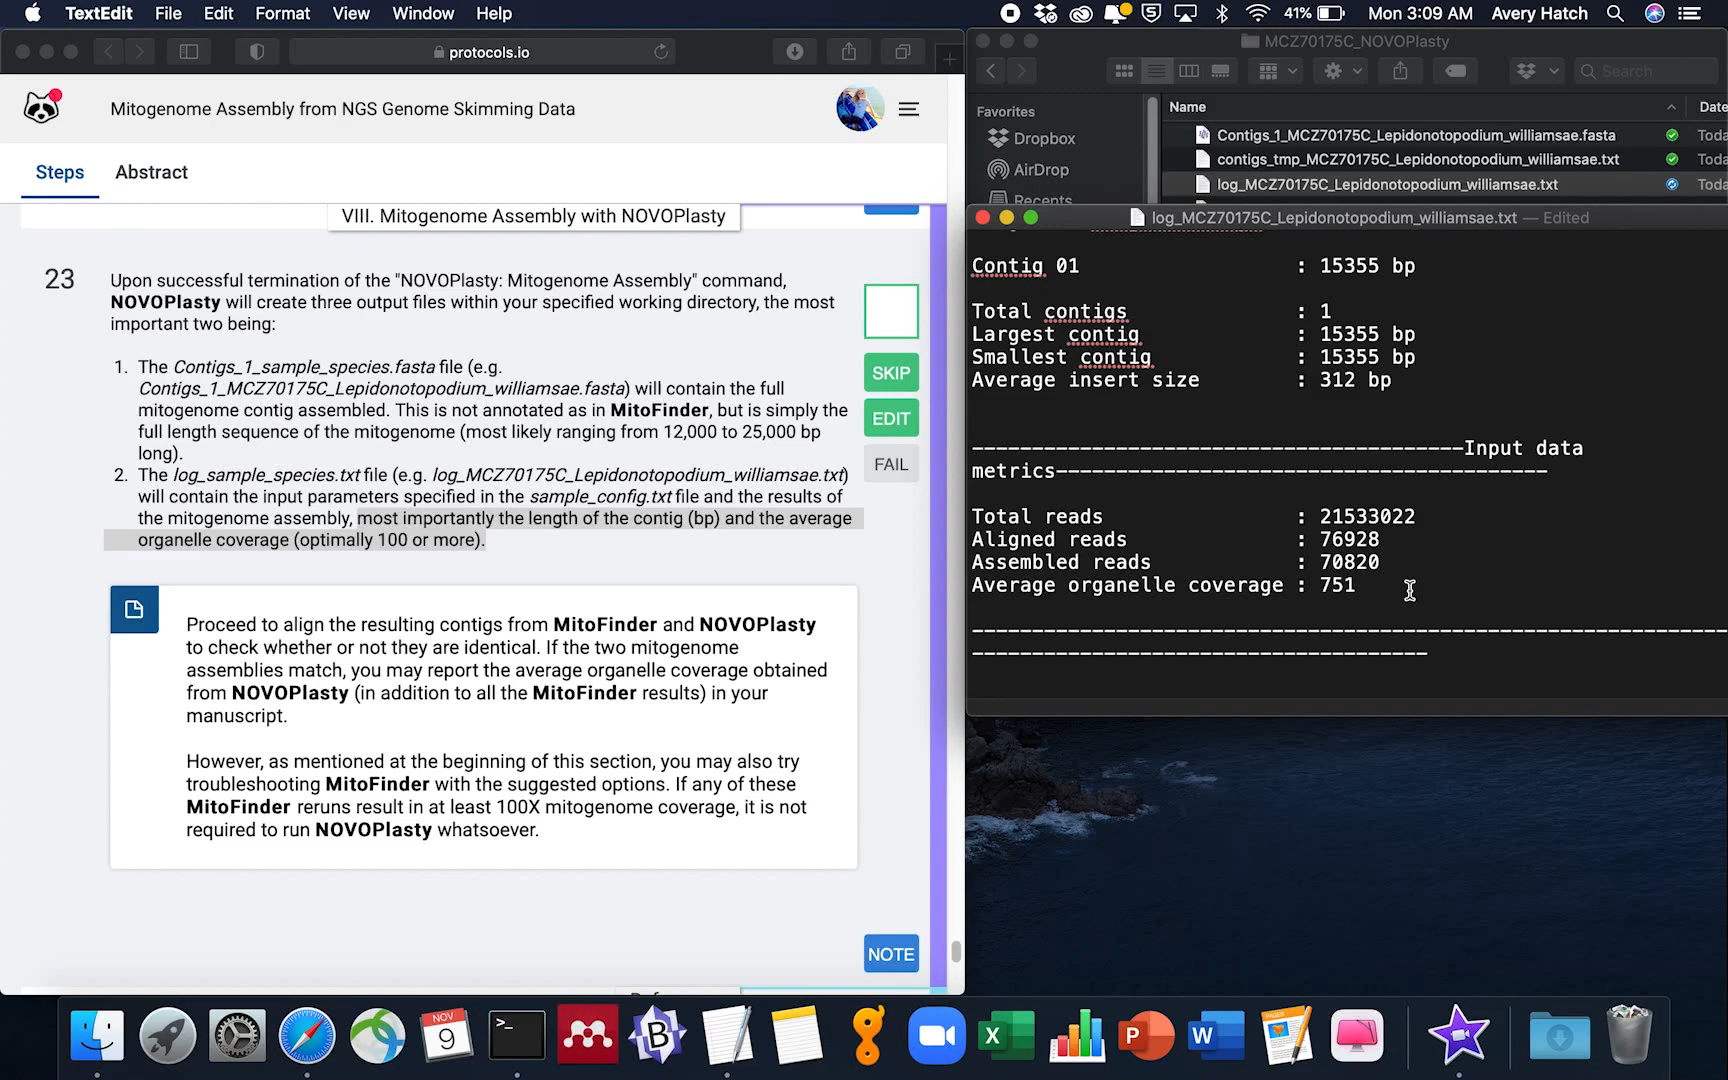 TextEdit File Edit Format View Window Help
41% Mon 3:09 AM Avery Hatch
protocols.io
Mitogenome Assembly from NGS Genome Skimming Data
Steps Abstract
VIII. Mitogenome Assembly with NOVOPlasty
23
Upon successful termination of the "NOVOPlasty: Mitogenome Assembly" command,
NOVOPlasty will create three output files within your specified working directory, the most
important two being:
1. The Contigs_1_sample_species.fasta file (e.g.
Contigs_1_MCZ70175C_Lepidonotopodium_williamsae.fasta) will contain the full
mitogenome contig assembled. This is not annotated as in MitoFinder, but is simply the
full length sequence of the mitogenome (most likely ranging from 12,000 to 25,000 bp
long).
2. The log_sample_species.txt file (e.g. log_MCZ70175C_Lepidonotopodium_williamsae.txt)
will contain the input parameters specified in the sample_config.txt file and the results of
the mitogenome assembly, most importantly the length of the contig (bp) and the average
organelle coverage (optimally 100 or more).
SKIP
EDIT
FAIL
Proceed to align the resulting contigs from MitoFinder and NOVOPlasty
to check whether or not they are identical. If the two mitogenome
assemblies match, you may report the average organelle coverage obtained
from NOVOPlasty (in addition to all the MitoFinder results) in your
manuscript.
However, as mentioned at the beginning of this section, you may also try
troubleshooting MitoFinder with the suggested options. If any of these
MitoFinder reruns result in at least 100X mitogenome coverage, it is not
required to run NOVOPlasty whatsoever.
NOTE
MCZ70175C_NOVOPlasty
Search
Favorites
Dropbox
AirDrop
Recents
Name Date
Contigs_1_MCZ70175C_Lepidonotopodium_williamsae.fasta Toda
contigs_tmp_MCZ70175C_Lepidonotopodium_williamsae.txt Toda
log_MCZ70175C_Lepidonotopodium_williamsae.txt Toda
log_MCZ70175C_Lepidonotopodium_williamsae.txt — Edited
Contig 01 : 15355 bp
Total contigs : 1
Largest contig : 15355 bp
Smallest contig : 15355 bp
Average insert size : 312 bp
-----------------------------------------Input data
metrics-----------------------------------------
Total reads : 21533022
Aligned reads : 76928
Assembled reads : 70820
Average organelle coverage : 751
NOV
9